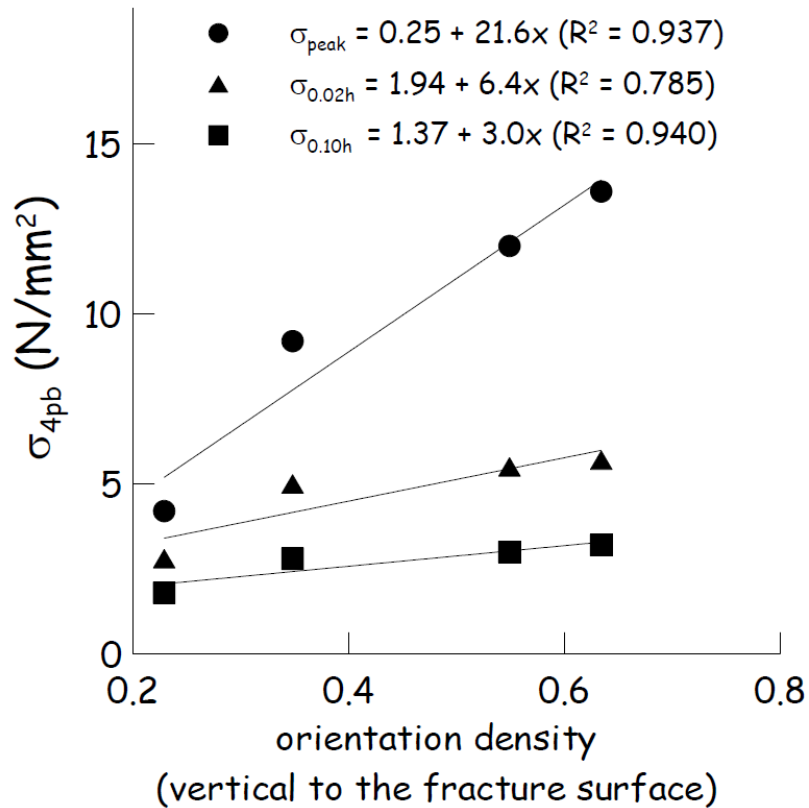 σpeak = 0.25 + 21.6x (R² = 0.937)
σ0.02h = 1.94 + 6.4x (R² = 0.785)
σ0.10h = 1.37 + 3.0x (R² = 0.940)
15
10
5
0
σ4pb (N/mm²)
0.2 0.4 0.6 0.8
orientation density
(vertical to the fracture surface)